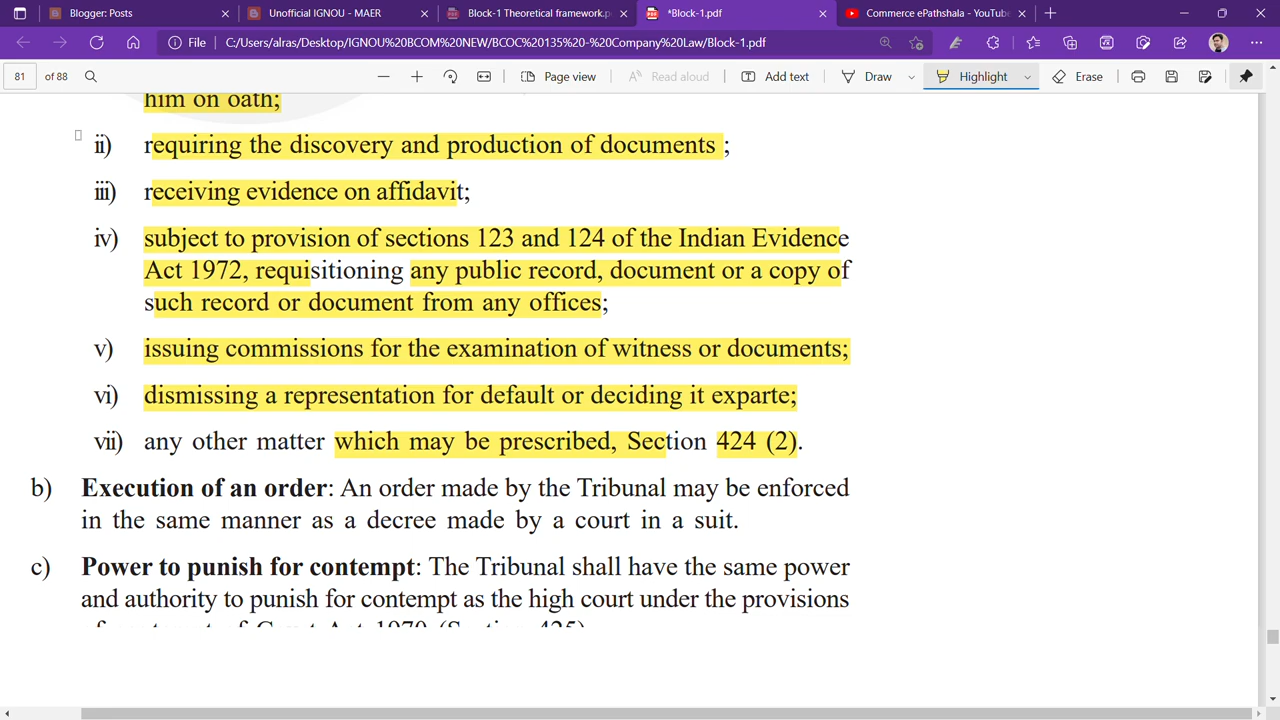 Blogger: Posts
Unofficial IGNOU - MAER
Block-1 Theoretical framework.p
*Block-1.pdf
Commerce ePathshala - YouTube
File
C:/Users/alras/Desktop/IGNOU%20BCOM%20NEW/BCOC%20135%20-%20Company%20Law/Block-1.pdf
81 of 88
Page view
Read aloud
Add text
Draw
Highlight
Erase
him on oath;
ii) requiring the discovery and production of documents ;
iii) receiving evidence on affidavit;
iv) subject to provision of sections 123 and 124 of the Indian Evidence
Act 1972, requisitioning any public record, document or a copy of
such record or document from any offices;
v) issuing commissions for the examination of witness or documents;
vi) dismissing a representation for default or deciding it exparte;
vii) any other matter which may be prescribed, Section 424 (2).
b) Execution of an order: An order made by the Tribunal may be enforced
in the same manner as a decree made by a court in a suit.
c) Power to punish for contempt: The Tribunal shall have the same power
and authority to punish for contempt as the high court under the provisions